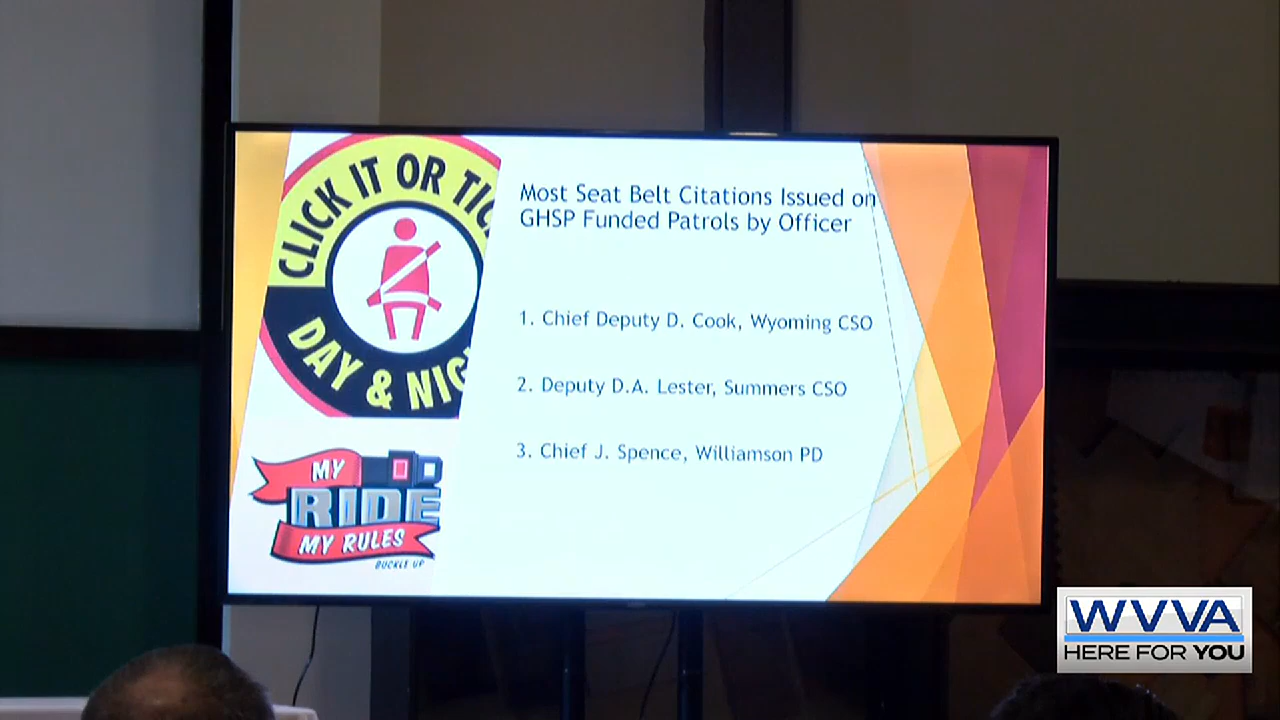 CLICK IT OR TIC
DAY & NIG
MY
RIDE
MY RULES
BUCKLE UP
Most Seat Belt Citations Issued on
GHSP Funded Patrols by Officer
1. Chief Deputy D. Cook, Wyoming CSO
2. Deputy D.A. Lester, Summers CSO
3. Chief J. Spence, Williamson PD
WVVA
HERE FOR YOU